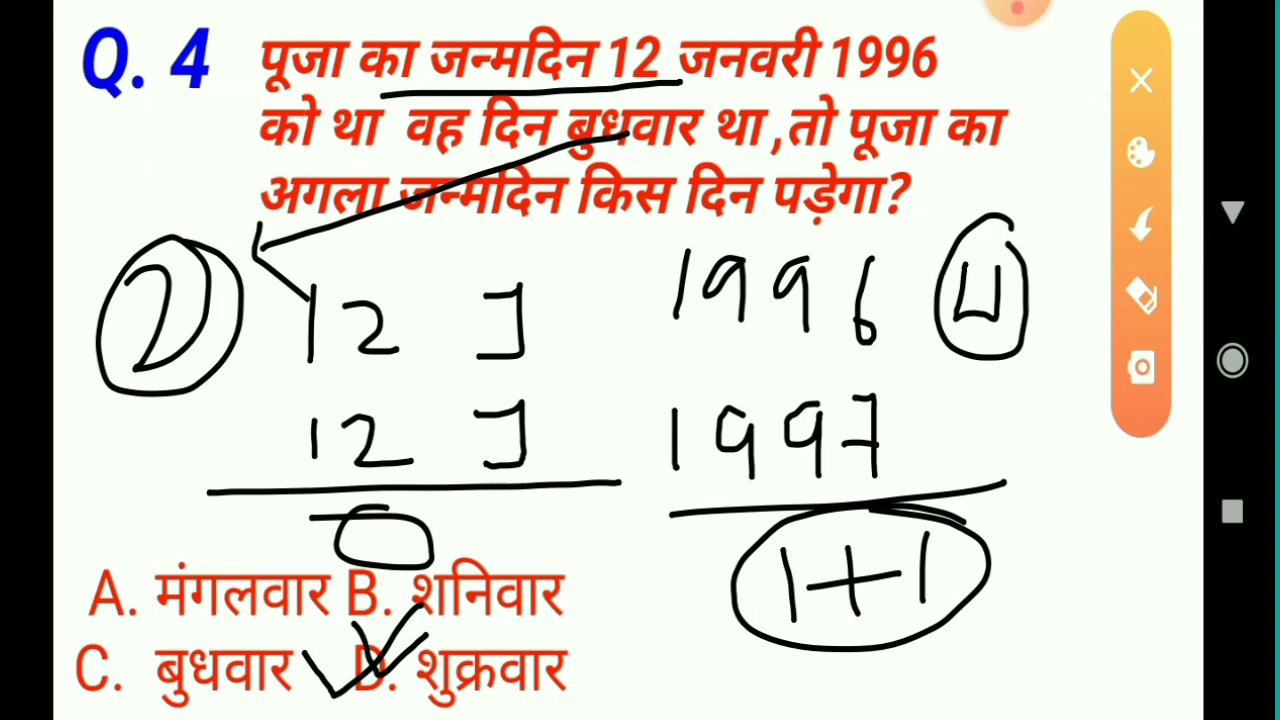 Q. 4 पूजा का जन्मदिन 12 जनवरी 1996
को था वह दिन बुधवार था ,तो पूजा का
अगला जन्मदिन किस दिन पड़ेगा?
2 12 J 1996 W
12 J 1997
0 1+1
A. मंगलवार B. शनिवार
C. बुधवार D. शुक्रवार